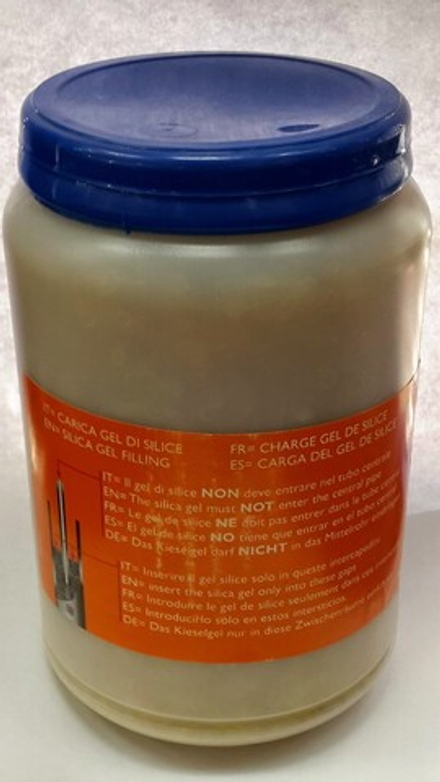 IT= CARICA GEL DI SILICE
EN= SILICA GEL FILLING
FR= CHARGE GEL DE SILICE
ES= CARGA DEL GEL DE SILICE
IT= Il gel di silice NON deve entrare nel tubo centrale
EN= The silica gel must NOT enter the central pipe
FR= Le gel de silice NE doit pas entrer dans le tube
ES= El gel de silice NO tiene que entrar en el tubo
DE= Das Kieselgel darf NICHT in das Mittelrohr
IT= Inserire il gel silice solo in queste intercapedini
EN= insert the silica gel only into these gaps
FR= Introduire le gel de silice seulement dans ces
ES= Introducirlo sólo en estos intersticios.
DE= Das Kieselgel nur in diese Zwischenräume